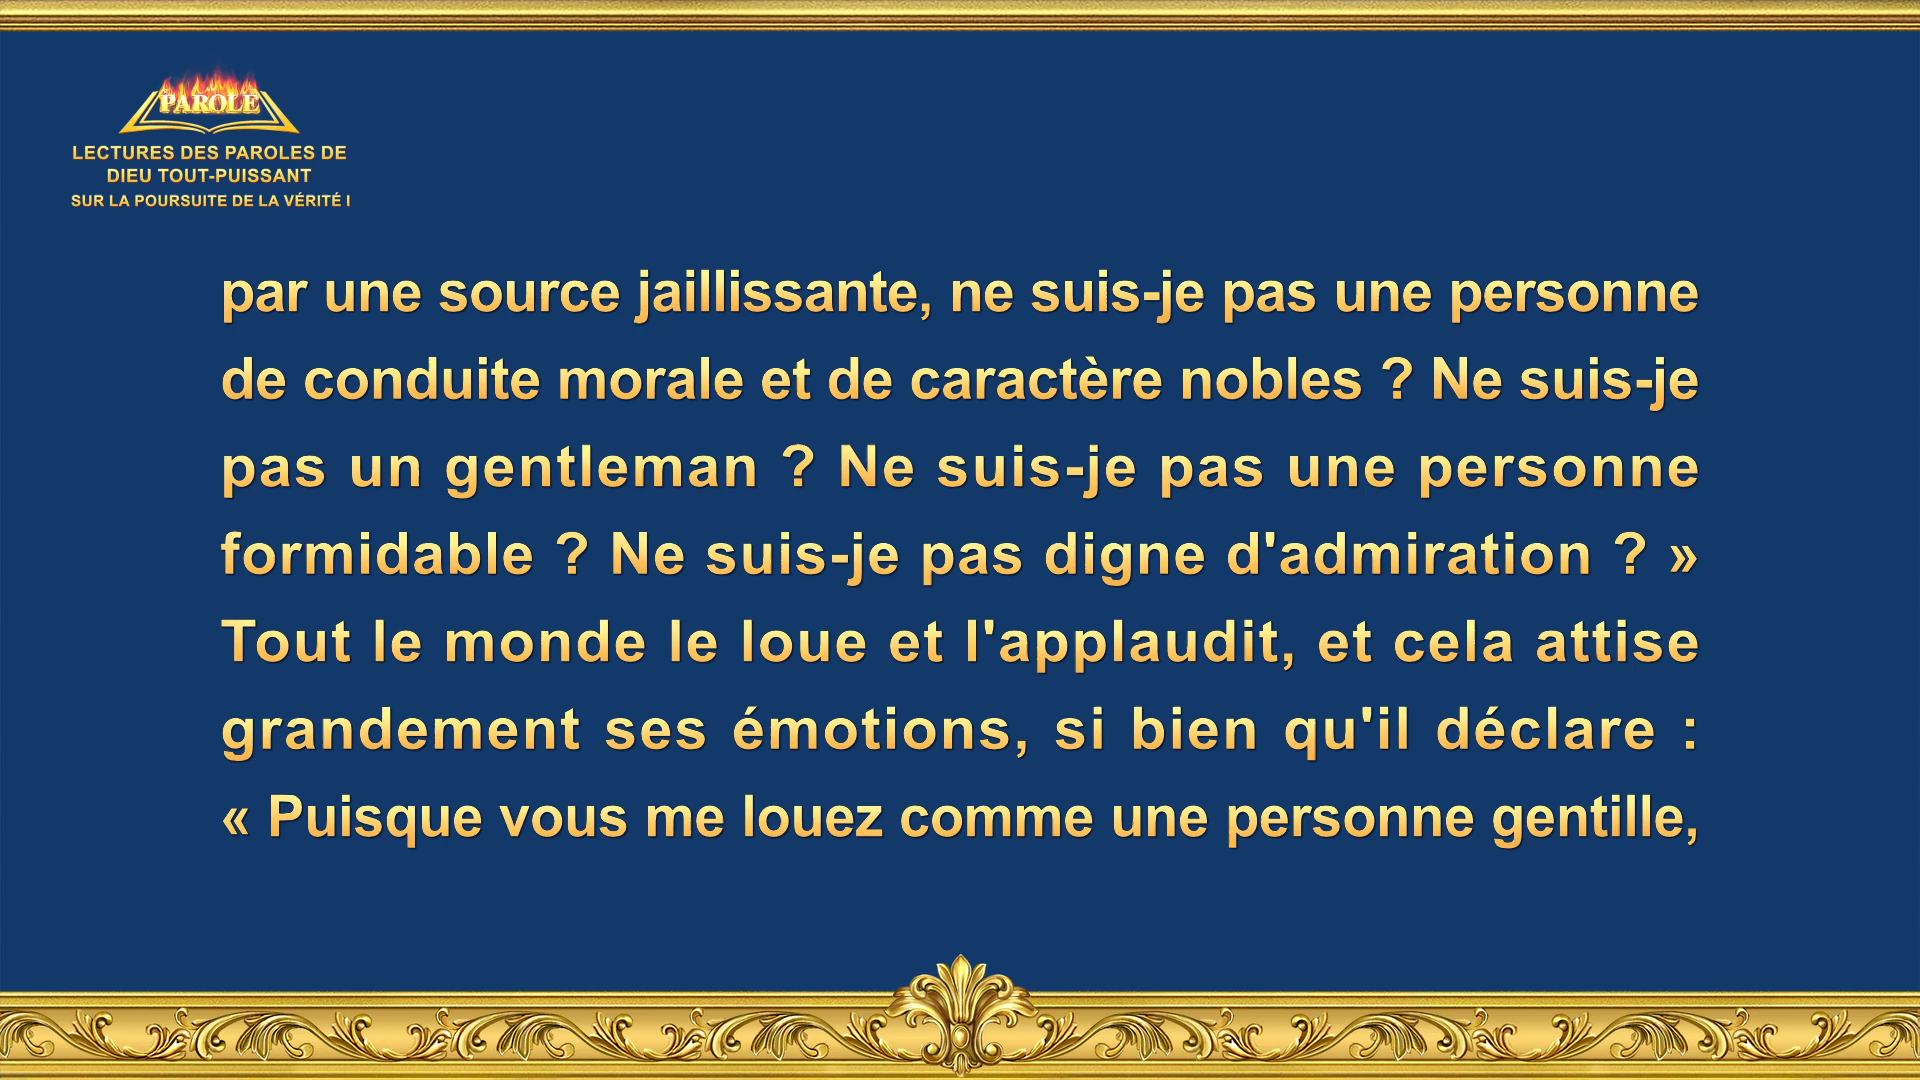 PAROLE
LECTURES DES PAROLES DE
DIEU TOUT-PUISSANT
SUR LA POURSUITE DE LA VÉRITÉ I
par une source jaillissante, ne suis-je pas une personne
de conduite morale et de caractère nobles ? Ne suis-je
pas un gentleman ? Ne suis-je pas une personne
formidable ? Ne suis-je pas digne d'admiration ? »
Tout le monde le loue et l'applaudit, et cela attise
grandement ses émotions, si bien qu'il déclare :
« Puisque vous me louez comme une personne gentille,